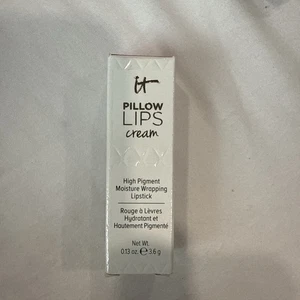 it
PILLOW
LIPS
cream
High Pigment
Moisture Wrapping
Lipstick
Rouge à Lèvres
Hydratant et
Hautement Pigmenté
Net Wt.
0.13 oz. ℮ 3.6 g